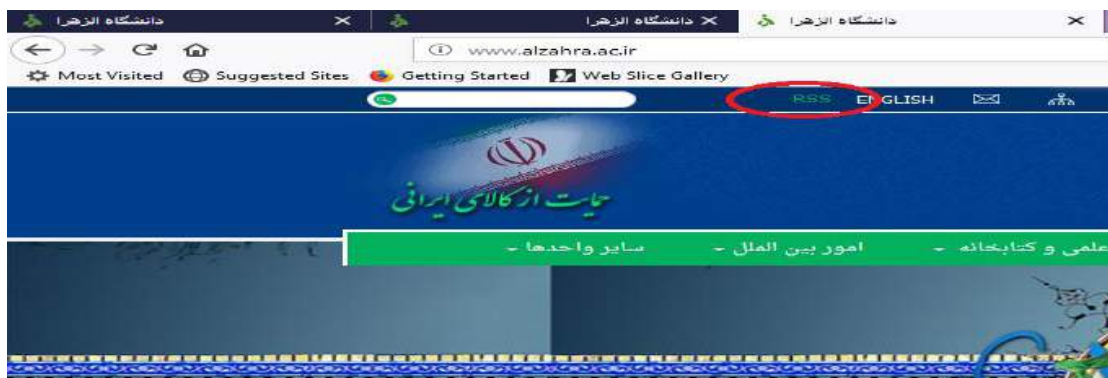 دانشگاه الزهرا دانشگاه الزهرا دانشگاه الزهرا
www.alzahra.ac.ir
Most Visited Suggested Sites Getting Started Web Slice Gallery
RSS ENGLISH
حمایت از کالای ایرانی
علمی و کتابخانه امور بین الملل سایر واحدها